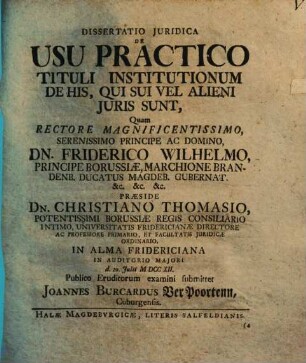 DISSERTATIO JURIDICA
DE
USU PRACTICO
TITULI INSTITUTIONUM
DE HIS, QUI SUI VEL ALIENI
JURIS SUNT,
Quam
RECTORE MAGNIFICENTISSIMO,
SERENISSIMO PRINCIPE AC DOMINO,
DN. FRIDERICO WILHELMO,
PRINCIPE BORUSSIÆ, MARCHIONE BRAN-
DENB. DUCATUS MAGDEB. GUBERNAT.
&c. &c. &c.
PRÆSIDE
DN. CHRISTIANO THOMASIO,
POTENTISSIMI BORUSSIÆ REGIS CONSILIARIO
INTIMO, UNIVERSITATIS FRIDERICIANÆ DIRECTORE
AC PROFESSORE PRIMARIO, ET FACULTATIS JURIDICÆ
ORDINARIO,
IN ALMA FRIDERICIANA
IN AUDITORIO MAJORI
Julii MDCCXII.
Publico Eruditorum examini submittet
JOANNES BURCARDUS Ver Poortenn,
Coburgensis.
HALÆ MAGDEBURGICÆ, LITERIS SALFELDIANIS.